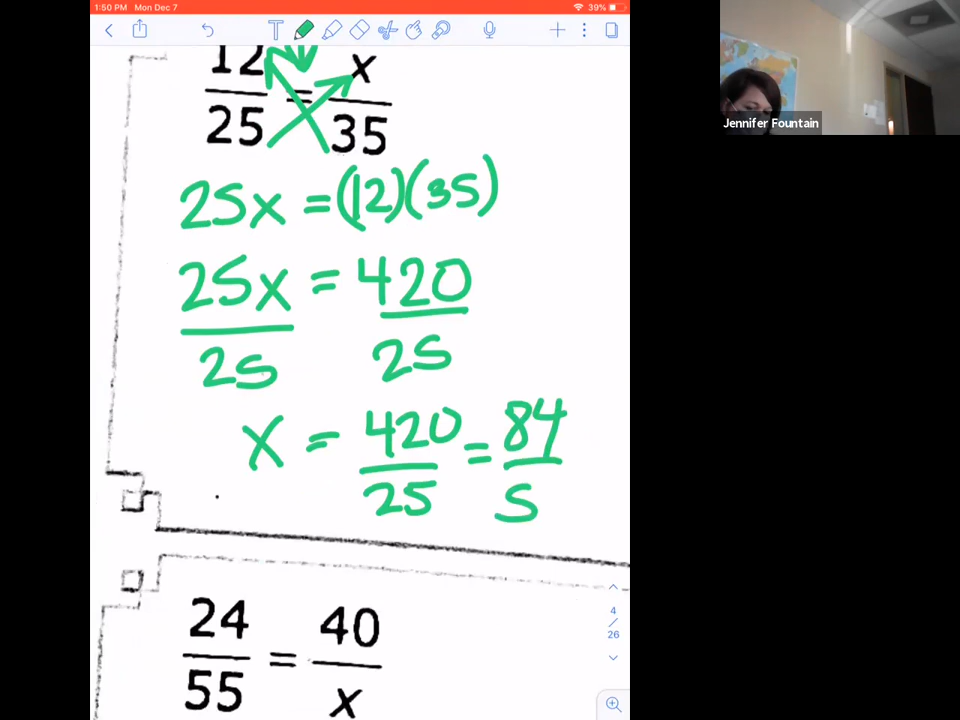 1:50 PM Mon Dec 7
39%
T
12/25 = x/35
25x = (12)(35)
25x/25 = 420/25
x = 420/25 = 84/5
24/55 = 40/x
4
/
26
Jennifer Fountain